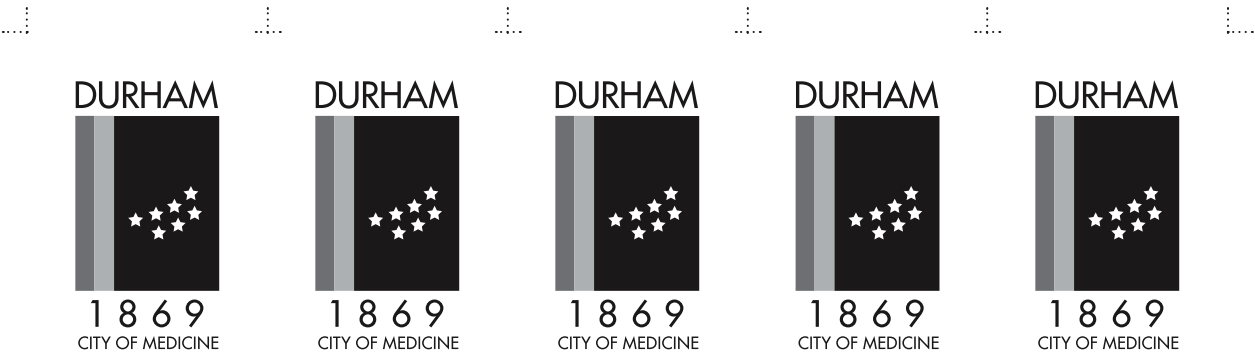 DURHAM DURHAM DURHAM DURHAM DURHAM
1869 1869 1869 1869 1869
CITY OF MEDICINE CITY OF MEDICINE CITY OF MEDICINE CITY OF MEDICINE CITY OF MEDICINE